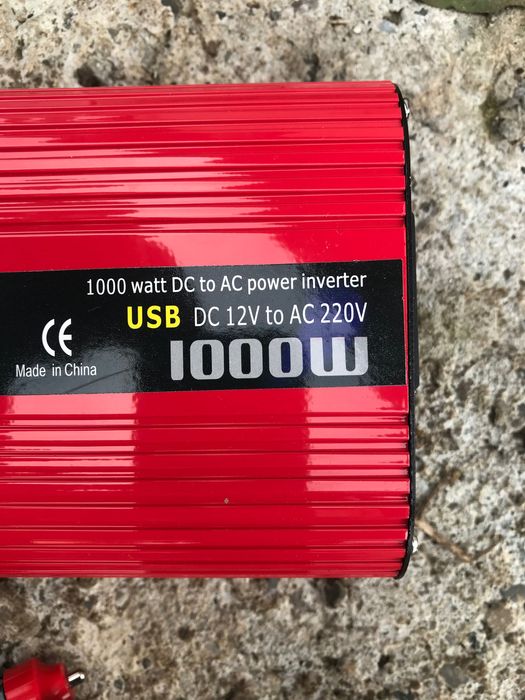 1000 watt DC to AC power inverter
USB DC 12V to AC 220V
CE
Made in China
1000W